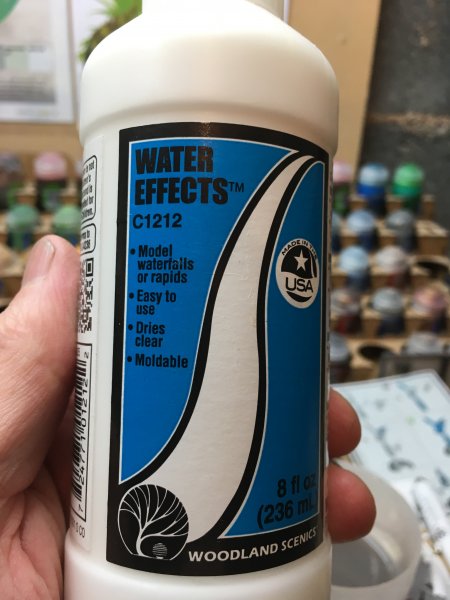 WATER
EFFECTS™
C1212
• Model
waterfalls
or rapids
• Easy to
use
• Dries
clear
• Moldable
MADE IN THE
USA
8 fl oz
(236 mL
WOODLAND SCENICS